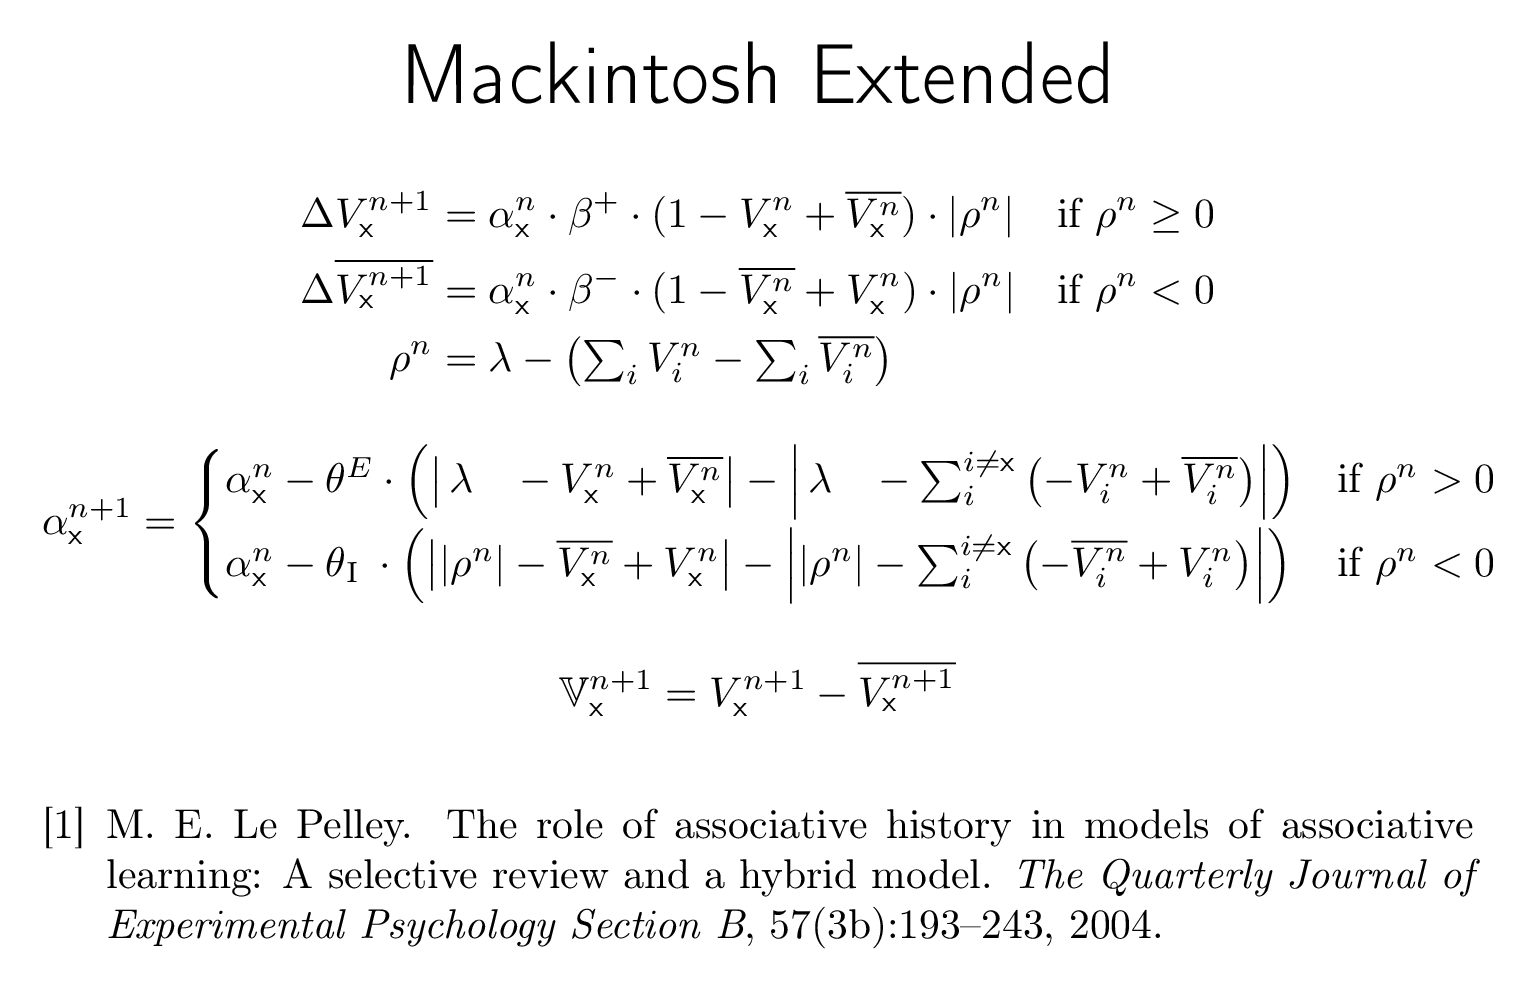 Mackintosh Extended
$\Delta V_{\mathsf{x}}^{n+1} = \alpha_{\mathsf{x}}^{n} \cdot \beta^{+} \cdot (1 - V_{\mathsf{x}}^{n} + \overline{V_{\mathsf{x}}^{n}}) \cdot |\rho^{n}| \quad \text{if } \rho^{n} \geq 0$
$\Delta \overline{V_{\mathsf{x}}^{n+1}} = \alpha_{\mathsf{x}}^{n} \cdot \beta^{-} \cdot (1 - \overline{V_{\mathsf{x}}^{n}} + V_{\mathsf{x}}^{n}) \cdot |\rho^{n}| \quad \text{if } \rho^{n} < 0$
$\rho^{n} = \lambda - \left(\sum_{i} V_{i}^{n} - \sum_{i} \overline{V_{i}^{n}}\right)$
$\alpha_{\mathsf{x}}^{n+1} = \begin{cases} \alpha_{\mathsf{x}}^{n} - \theta^{E} \cdot \left(\left|\lambda - V_{\mathsf{x}}^{n} + \overline{V_{\mathsf{x}}^{n}}\right| - \left|\lambda - \sum_{i}^{i \neq \mathsf{x}} \left(-V_{i}^{n} + \overline{V_{i}^{n}}\right)\right|\right) & \text{if } \rho^{n} > 0 \\ \alpha_{\mathsf{x}}^{n} - \theta_{\mathrm{I}} \cdot \left(\left||\rho^{n}| - \overline{V_{\mathsf{x}}^{n}} + V_{\mathsf{x}}^{n}\right| - \left||\rho^{n}| - \sum_{i}^{i \neq \mathsf{x}} \left(-\overline{V_{i}^{n}} + V_{i}^{n}\right)\right|\right) & \text{if } \rho^{n} < 0 \end{cases}$
$\mathbb{V}_{\mathsf{x}}^{n+1} = V_{\mathsf{x}}^{n+1} - \overline{V_{\mathsf{x}}^{n+1}}$
[1] M. E. Le Pelley. The role of associative history in models of associative
learning: A selective review and a hybrid model. The Quarterly Journal of
Experimental Psychology Section B, 57(3b):193–243, 2004.